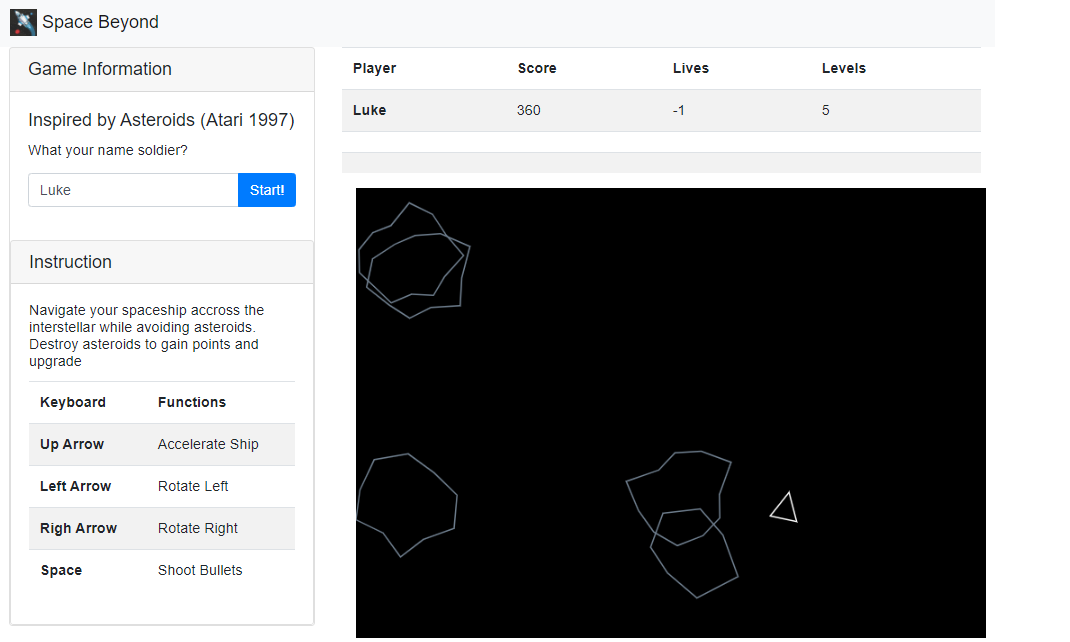 Space Beyond
Game Information
Inspired by Asteroids (Atari 1997)
What your name soldier?
Luke Start!
Instruction
Navigate your spaceship accross the
interstellar while avoiding asteroids.
Destroy asteroids to gain points and
upgrade
Keyboard Functions
Up Arrow Accelerate Ship
Left Arrow Rotate Left
Righ Arrow Rotate Right
Space Shoot Bullets
Player Score Lives Levels
Luke 360 -1 5